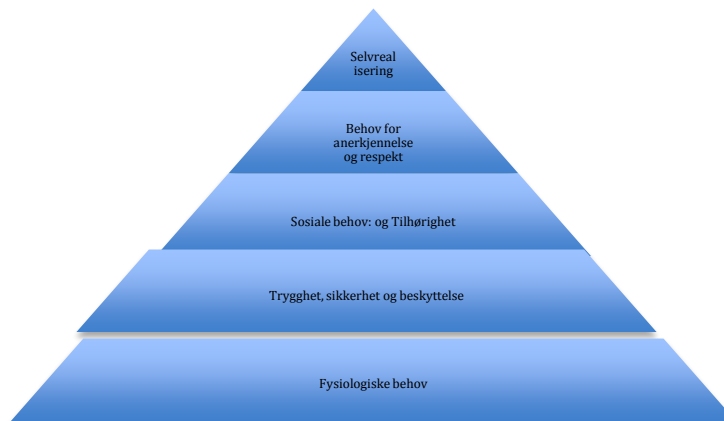 Selvreal
isering
Behov for
anerkjennelse
og respekt
Sosiale behov: og Tilhørighet
Trygghet, sikkerhet og beskyttelse
Fysiologiske behov